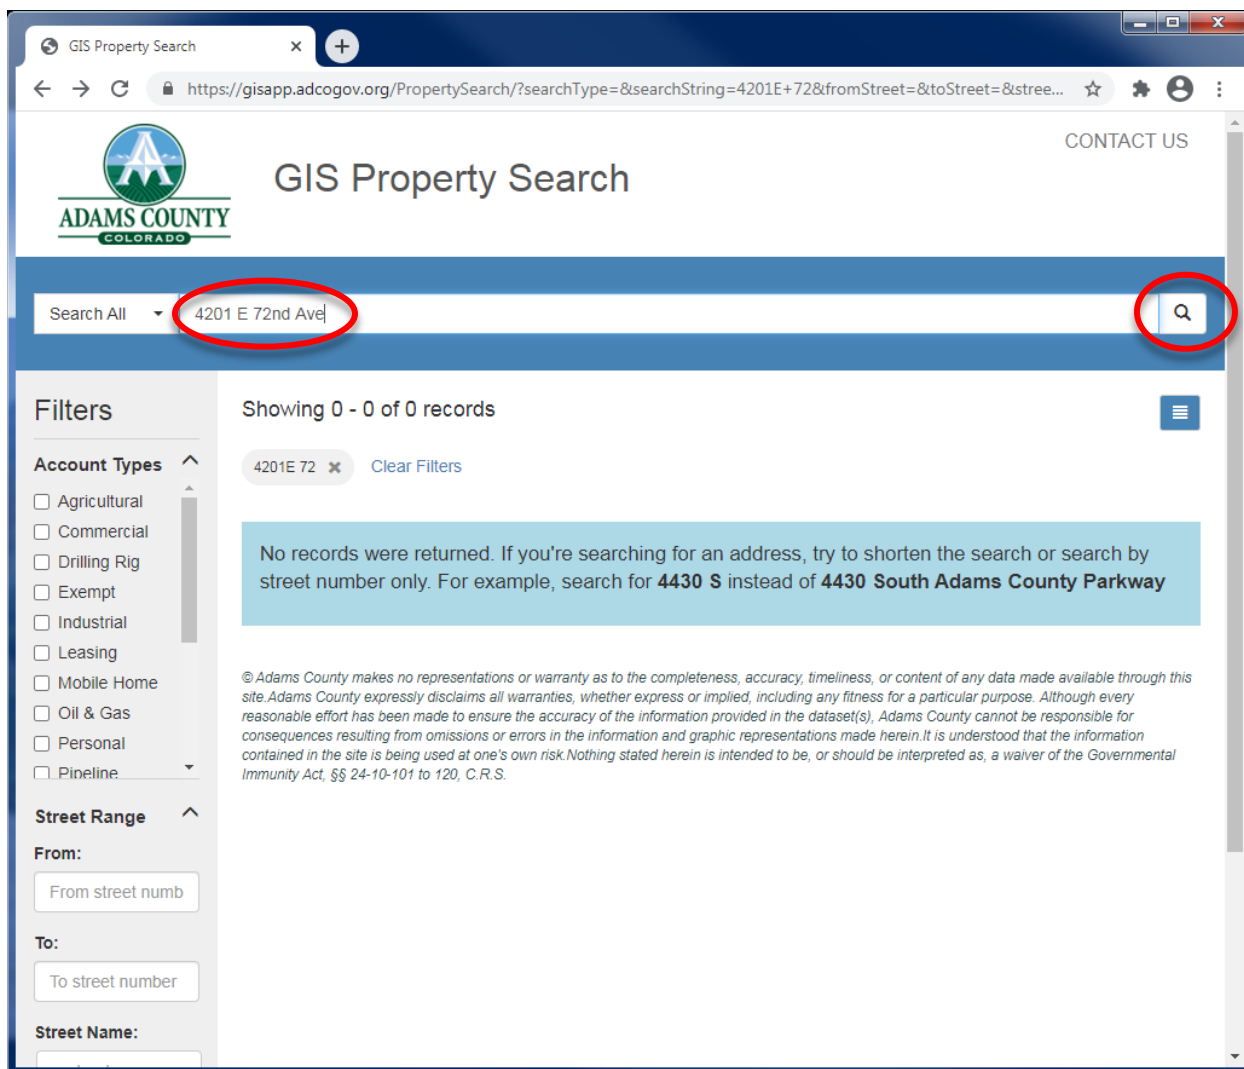 GIS Property Search
https://gisapp.adcogov.org/PropertySearch/?searchType=&searchString=4201E+72&fromStreet=&toStreet=&stree...
CONTACT US
ADAMS COUNTY
COLORADO
GIS Property Search
Search All
4201 E 72nd Ave
Filters
Showing 0 - 0 of 0 records
Account Types
4201E 72
Clear Filters
Agricultural
Commercial
Drilling Rig
Exempt
Industrial
Leasing
Mobile Home
Oil & Gas
Personal
Pipeline
No records were returned. If you're searching for an address, try to shorten the search or search by
street number only. For example, search for 4430 S instead of 4430 South Adams County Parkway
© Adams County makes no representations or warranty as to the completeness, accuracy, timeliness, or content of any data made available through this
site.Adams County expressly disclaims all warranties, whether express or implied, including any fitness for a particular purpose. Although every
reasonable effort has been made to ensure the accuracy of the information provided in the dataset(s), Adams County cannot be responsible for
consequences resulting from omissions or errors in the information and graphic representations made herein.It is understood that the information
contained in the site is being used at one's own risk.Nothing stated herein is intended to be, or should be interpreted as, a waiver of the Governmental
Immunity Act, §§ 24-10-101 to 120, C.R.S.
Street Range
From:
From street numb
To:
To street number
Street Name: